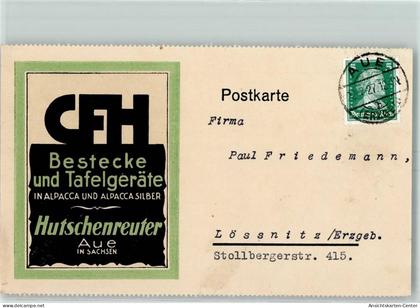 CFH
Bestecke
und Tafelgeräte
IN ALPACCA UND ALPACCA SILBER
Hutschenreuter
Aue
IN SACHSEN
Postkarte
AUE
Firma
Paul Friedemann,
Lössnitz/Erzgeb.
Stollbergerstr. 415.